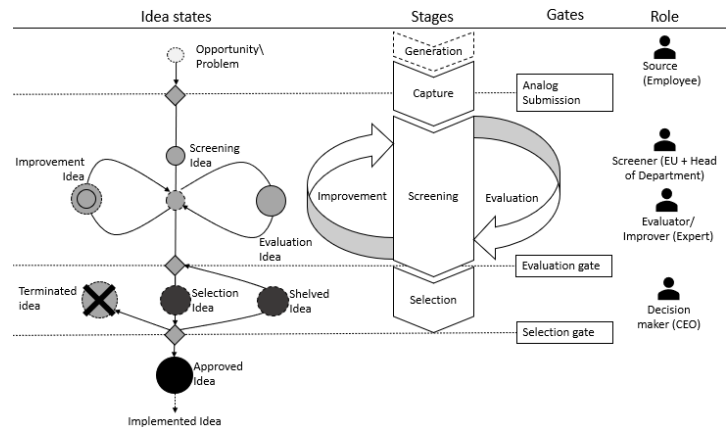 Idea states
Stages
Gates
Role
Opportunity\
Problem
Generation
Source
(Employee)
Capture
Analog
Submission
Screening
Idea
Improvement
Idea
Screener (EU + Head
of Department)
Improvement
Screening
Evaluation
Evaluator/
Improver (Expert)
Evaluation
Idea
Evaluation gate
Terminated
idea
Selection
Idea
Shelved
Idea
Selection
Decision
maker (CEO)
Selection gate
Approved
Idea
Implemented Idea